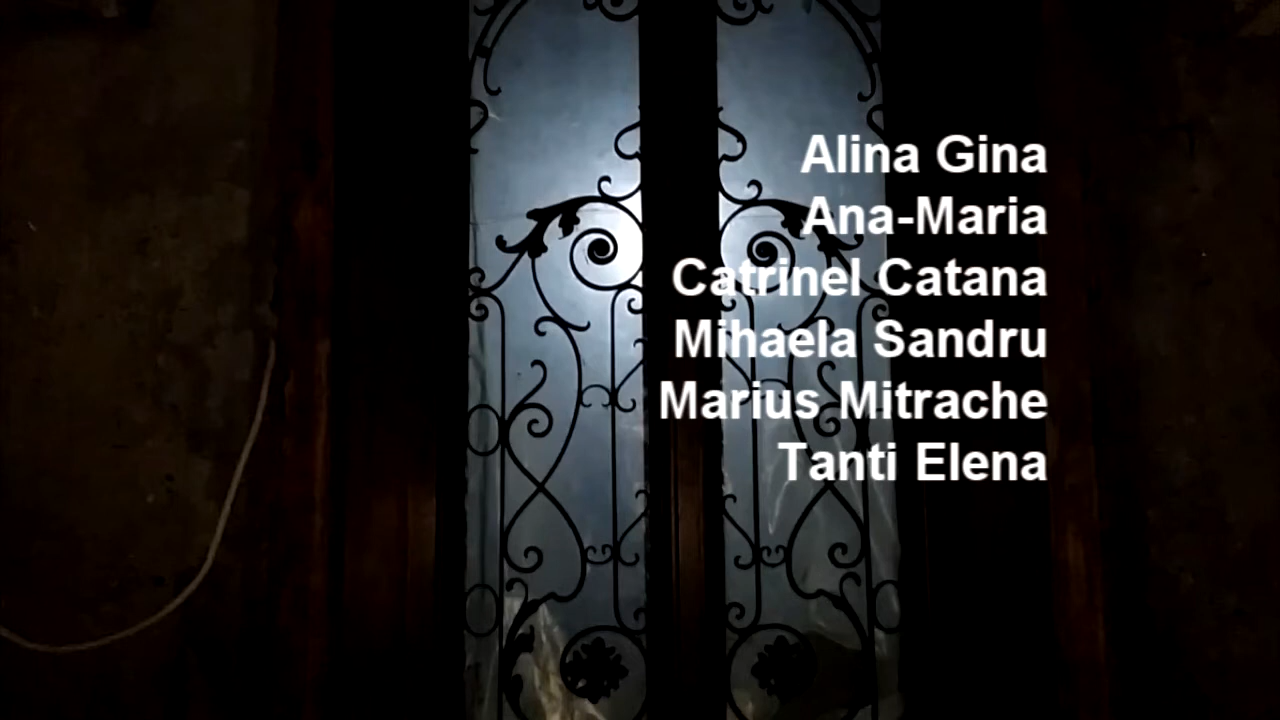 Alina Gina
Ana-Maria
Catrinel Catana
Mihaela Sandru
Marius Mitrache
Tanti Elena